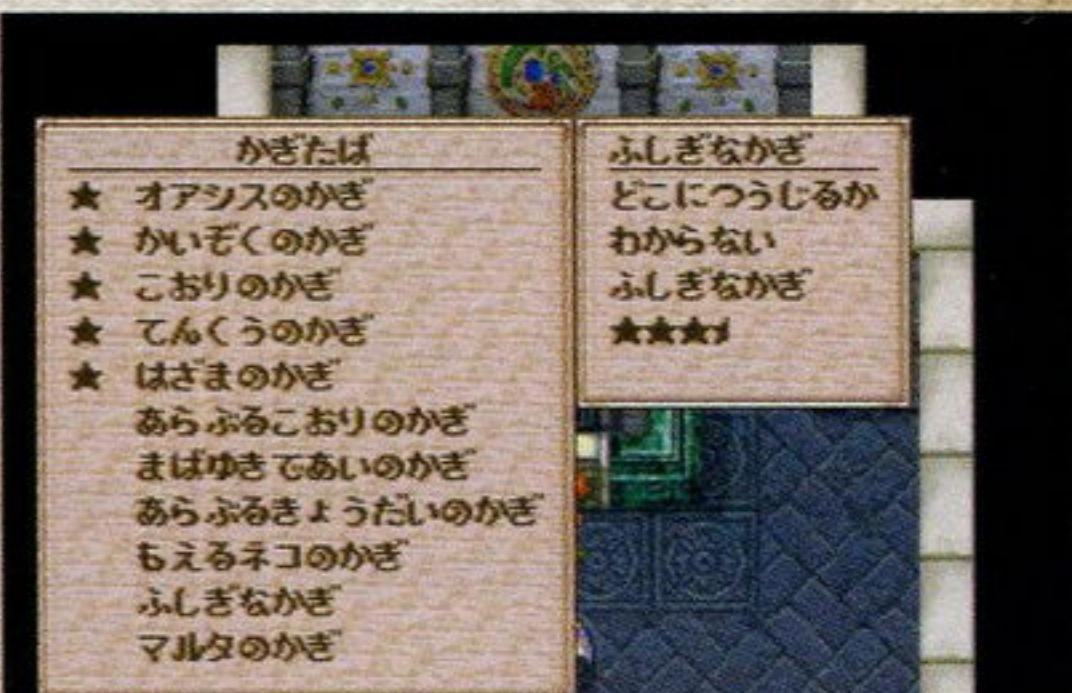 かぎたば
★ オアシスのかぎ
★ かいぞくのかぎ
★ こおりのかぎ
★ てんくうのかぎ
★ はざまのかぎ
あらぶるこおりのかぎ
まばゆきであいのかぎ
あらぶるきょうだいのかぎ
もえるネコのかぎ
ふしぎなかぎ
マルタのかぎ
ふしぎなかぎ
どこにつうじるか
わからない
ふしぎなかぎ
★★★⯨